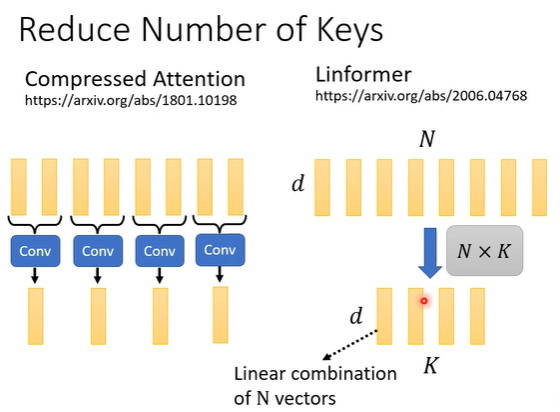 Reduce Number of Keys
Compressed Attention
https://arxiv.org/abs/1801.10198
Conv
Conv
Conv
Conv
Linformer
https://arxiv.org/abs/2006.04768
N
d
N × K
d
K
Linear combination
of N vectors